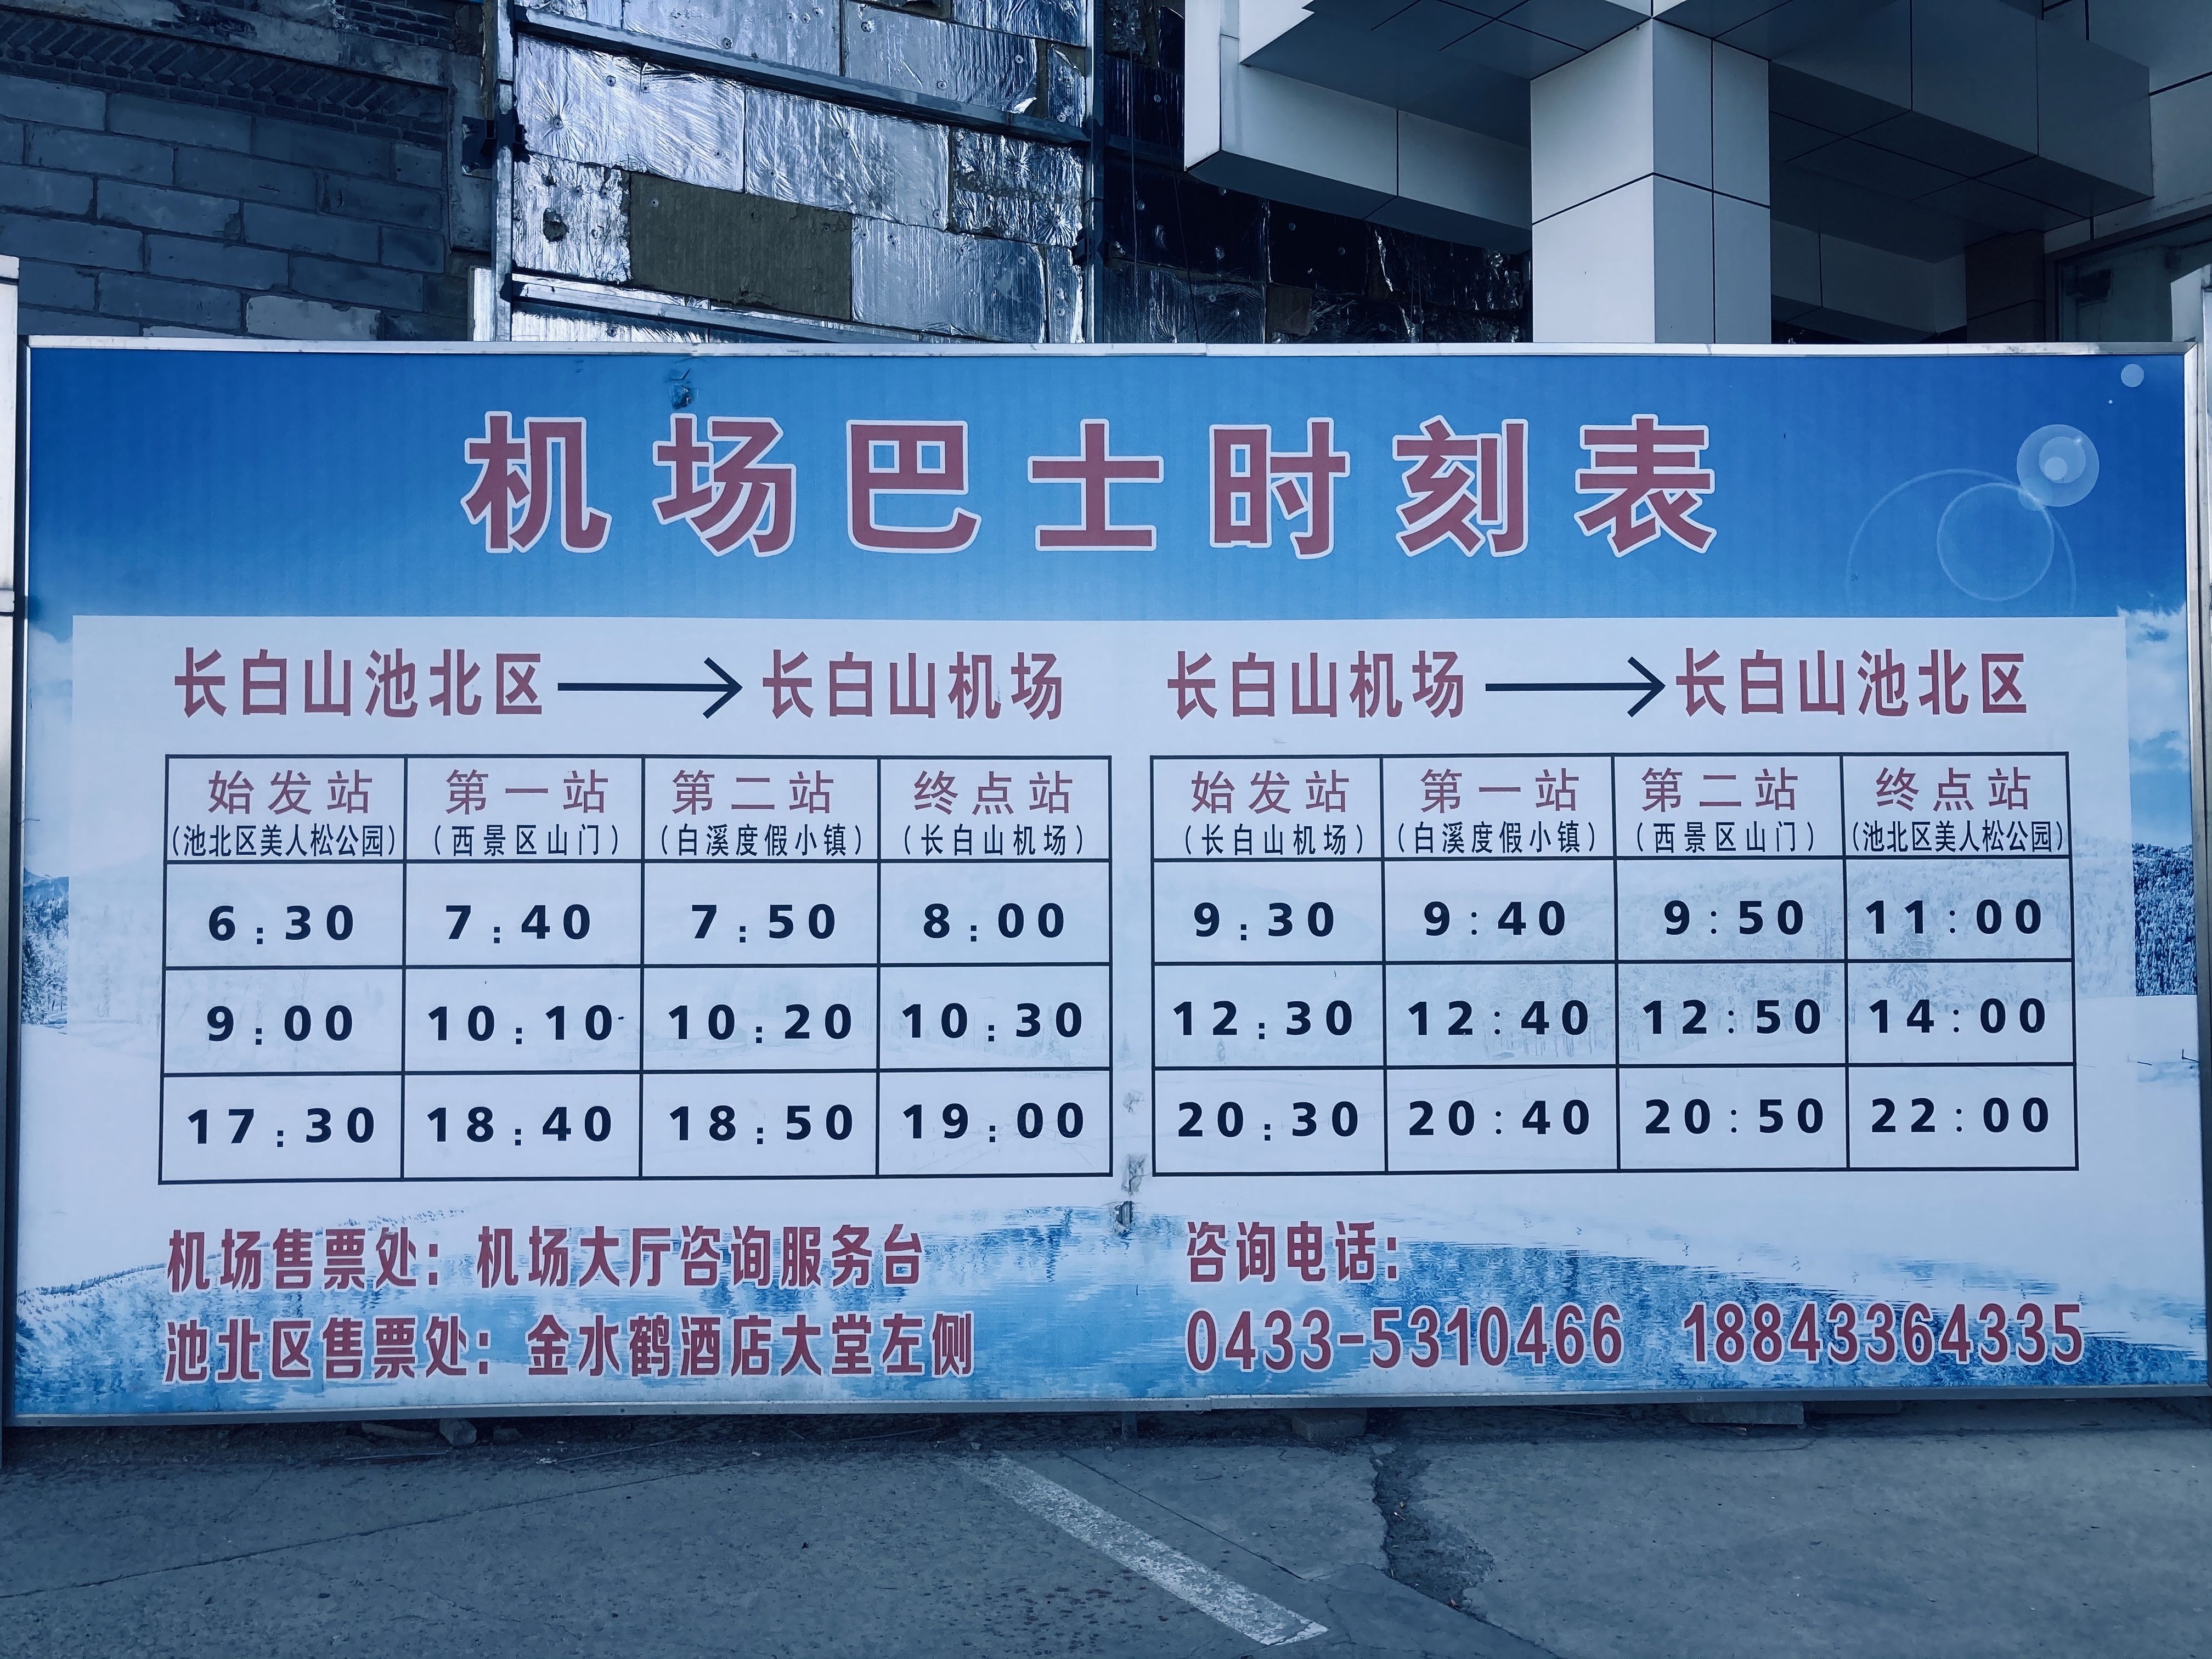 机场巴士时刻表
长白山池北区→长白山机场
始发站 第一站 第二站 终点站
（池北区美人松公园） （西景区山门） （白溪度假小镇） （长白山机场）
6:30 7:40 7:50 8:00
9:00 10:10 10:20 10:30
17:30 18:40 18:50 19:00
长白山机场→长白山池北区
始发站 第一站 第二站 终点站
（长白山机场） （白溪度假小镇） （西景区山门） （池北区美人松公园）
9:30 9:40 9:50 11:00
12:30 12:40 12:50 14:00
20:30 20:40 20:50 22:00
机场售票处：机场大厅咨询服务台
池北区售票处：金水鹤酒店大堂左侧
咨询电话：
0433-5310466 18843364335